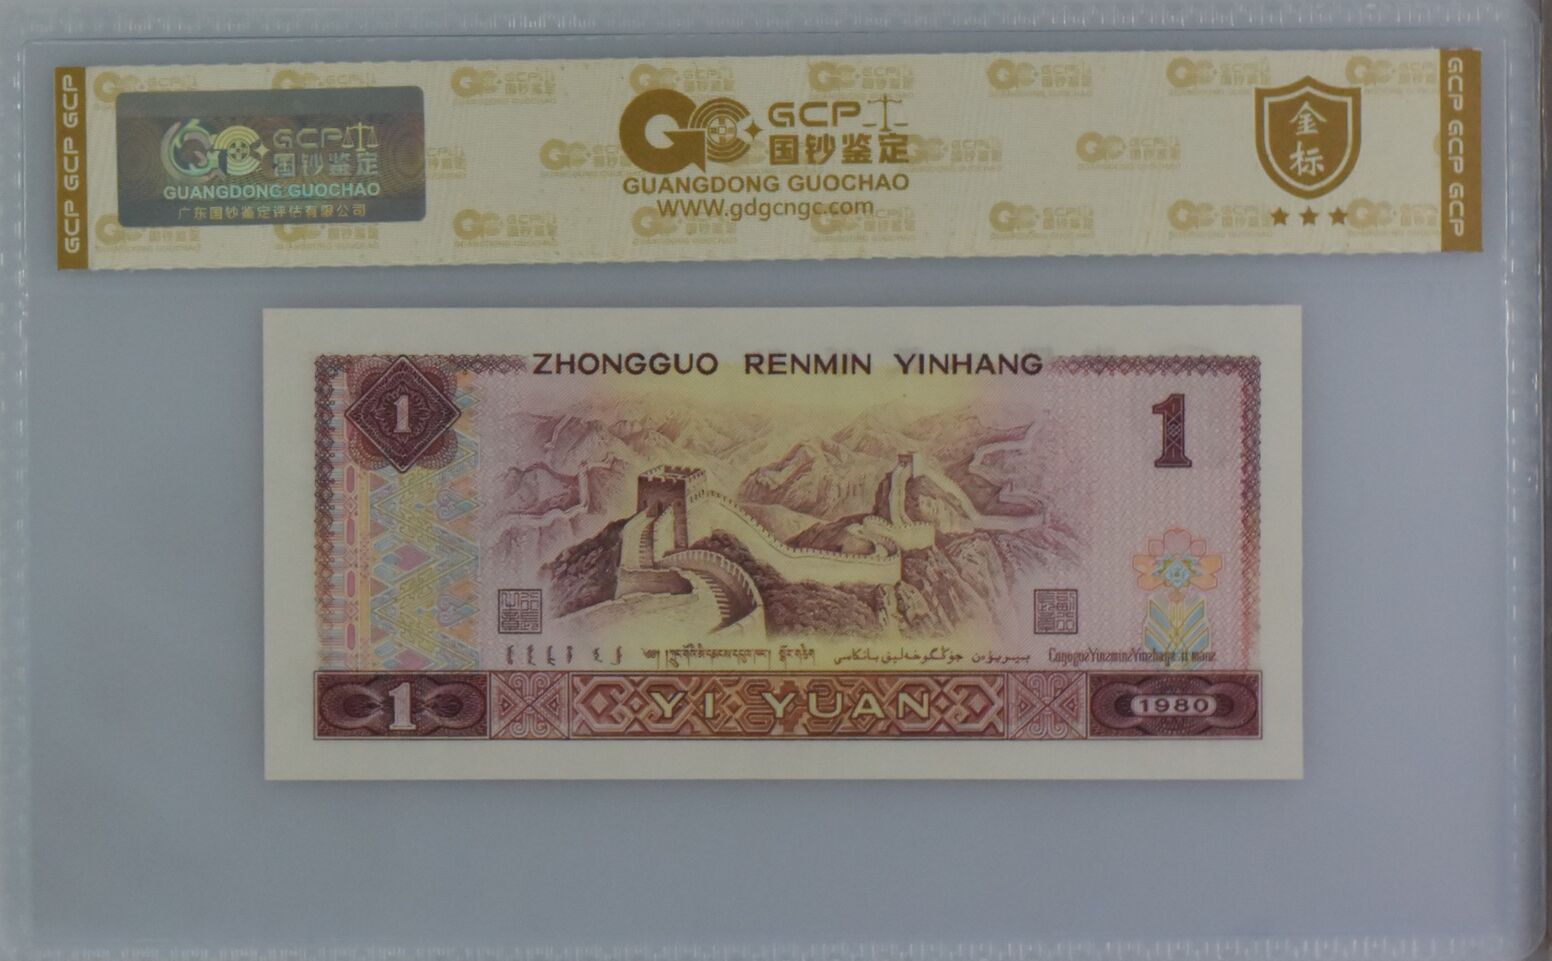 GCP GCP GCP
GCP
国钞鉴定
GUANGDONG GUOCHAO
广东国钞鉴定评估有限公司
GCP
国钞鉴定
GUANGDONG GUOCHAO
WWW.gdgcngc.com
金
标
GCP GCP GCP
ZHONGGUO RENMIN YINHANG
1
1
1
YI YUAN
1980